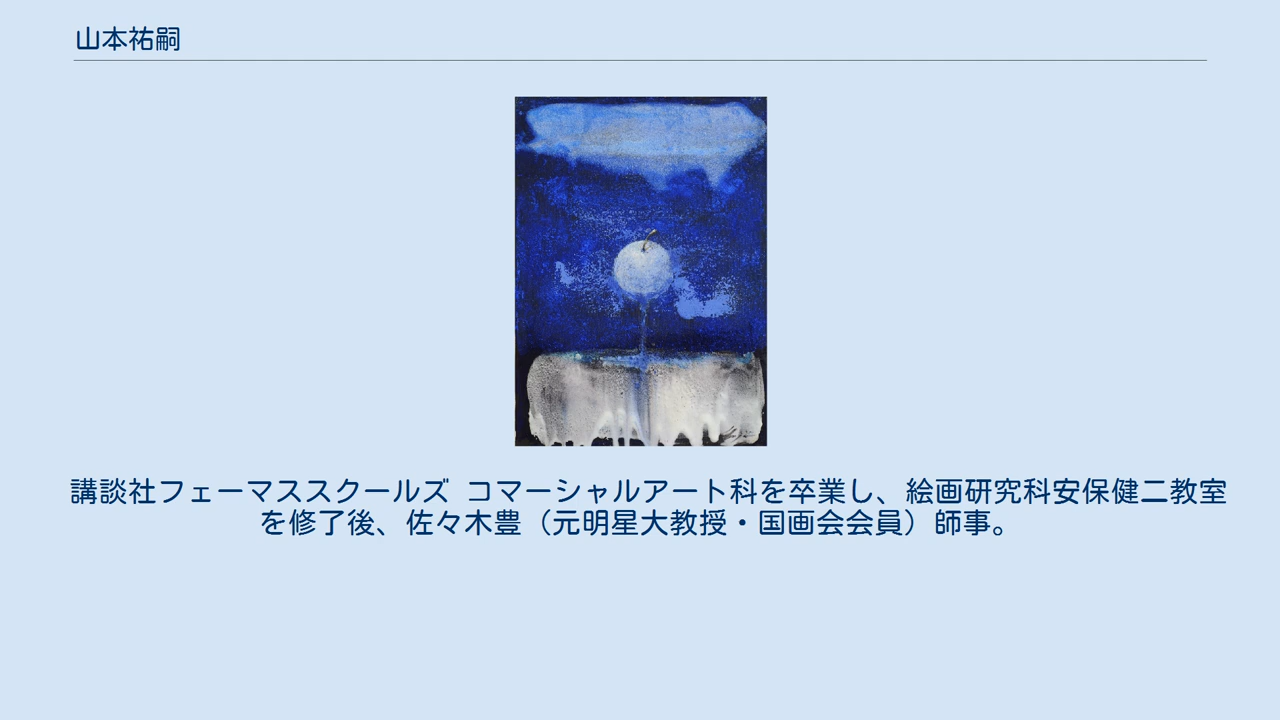 山本祐嗣
講談社フェーマススクールズ コマーシャルアート科を卒業し、絵画研究科安保健二教室
を修了後、佐々木豊（元明星大教授・国画会会員）師事。